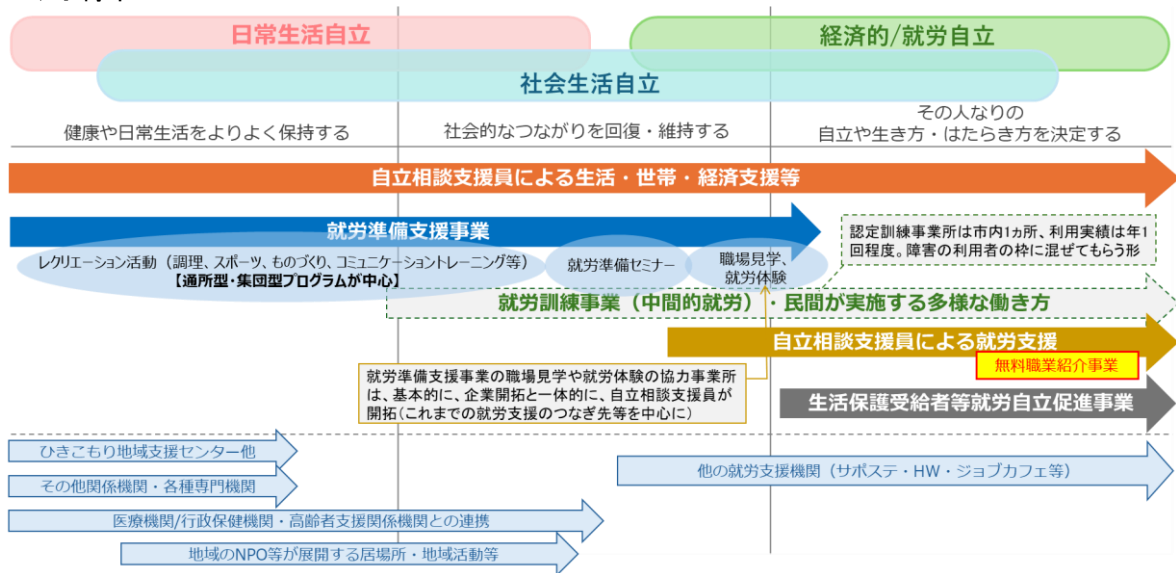 日常生活自立
経済的/就労自立
社会生活自立
健康や日常生活をよりよく保持する
社会的なつながりを回復・維持する
その人なりの
自立や生き方・はたらき方を決定する
自立相談支援員による生活・世帯・経済支援等
就労準備支援事業
認定訓練事業所は市内1ヵ所、利用実績は年1
回程度。障害の利用者の枠に混ぜてもらう形
レクリエーション活動（調理、スポーツ、ものづくり、コミュニケーショントレーニング等）
【通所型・集団型プログラムが中心】
就労準備セミナー
職場見学、
就労体験
就労訓練事業（中間的就労）・民間が実施する多様な働き方
自立相談支援員による就労支援
無料職業紹介事業
就労準備支援事業の職場見学や就労体験の協力事業所
は、基本的に、企業開拓と一体的に、自立相談支援員が
開拓（これまでの就労支援のつなぎ先等を中心に）
生活保護受給者等就労自立促進事業
ひきこもり地域支援センター他
他の就労支援機関（サポステ・HW・ジョブカフェ等）
その他関係機関・各種専門機関
医療機関/行政保健機関・高齢者支援関係機関との連携
地域のNPO等が展開する居場所・地域活動等